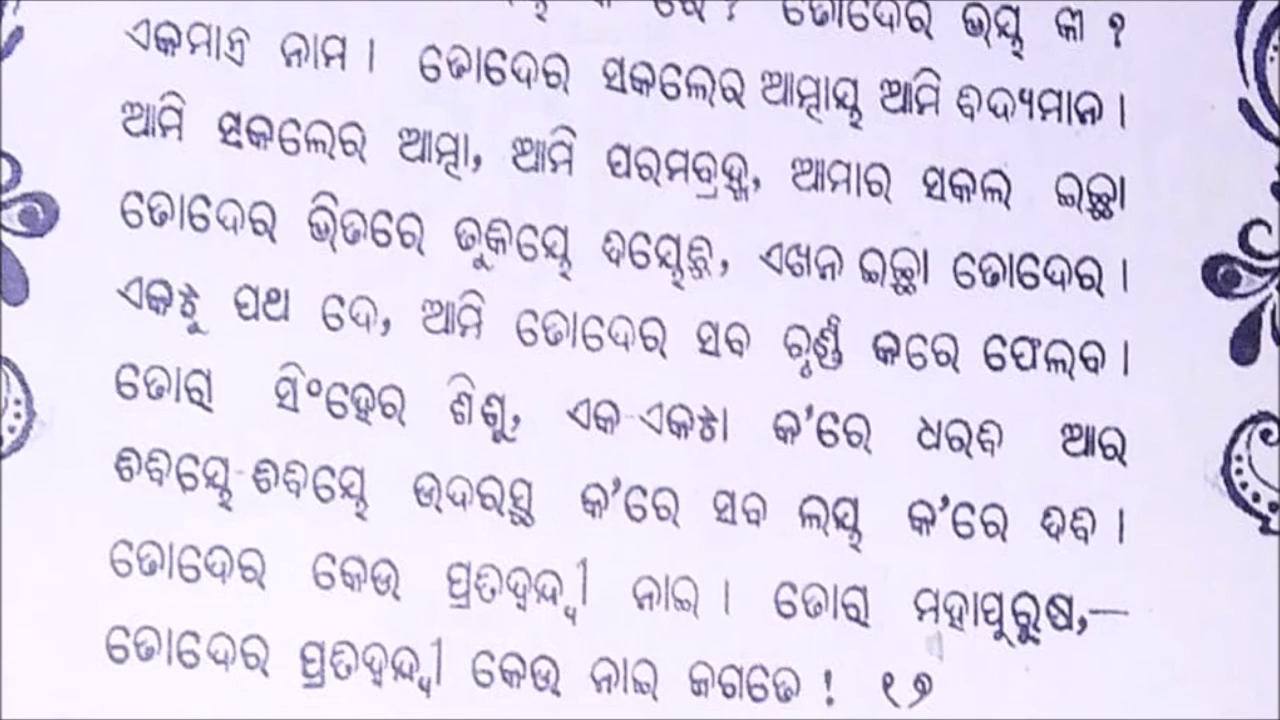 ତୋଦେର ଭୟ୍ କୀ ?
ଏକମାତ୍ର ନାମ । ତୋଦେର ସକଲେର ଆତ୍ମାୟ୍ ଆମି ବିଦ୍ୟମାନ ।
ଆମି ସକଲେର ଆତ୍ମା, ଆମି ପରମବ୍ରହ୍ମ, ଆମାର ସକଲ ଇଚ୍ଛା
ତୋଦେର ଭିତରେ ଢୁକିୟେ ଦିୟେଛି, ଏଖନ ଇଚ୍ଛା ତୋଦେର ।
ଏକଟୁ ପଥ ଦେ, ଆମି ତୋଦେର ସବ ଚୂର୍ଣ୍ଣ କରେ ଫେଲବ ।
ତୋରା ସିଂହେର ଶିଶୁ, ଏକ-ଏକଟା କ’ରେ ଧରବି ଆର
ଚିବିୟେ-ଚିବିୟେ ଉଦରସ୍ଥ କ’ରେ ସବ ଲୟ୍ କ’ରେ ଦିବି ।
ତୋଦେର କେଉ ପ୍ରତିଦ୍ୱନ୍ଦ୍ୱୀ ନାଇ । ତୋରା ମହାପୁରୁଷ,—
ତୋଦେର ପ୍ରତିଦ୍ୱନ୍ଦ୍ୱୀ କେଉ ନାଇ ଜଗତେ ! ୧୭